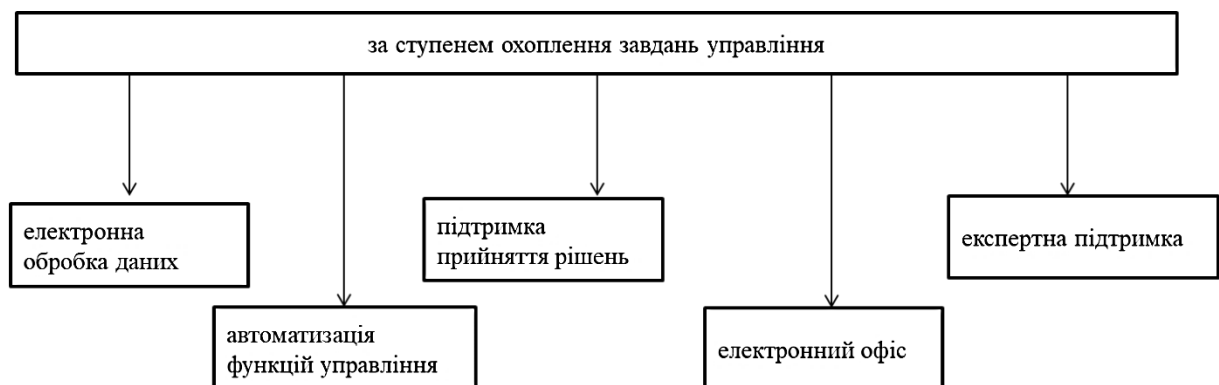 за ступенем охоплення завдань управління
електронна
обробка даних
автоматизація
функцій управління
підтримка
прийняття рішень
електронний офіс
експертна підтримка